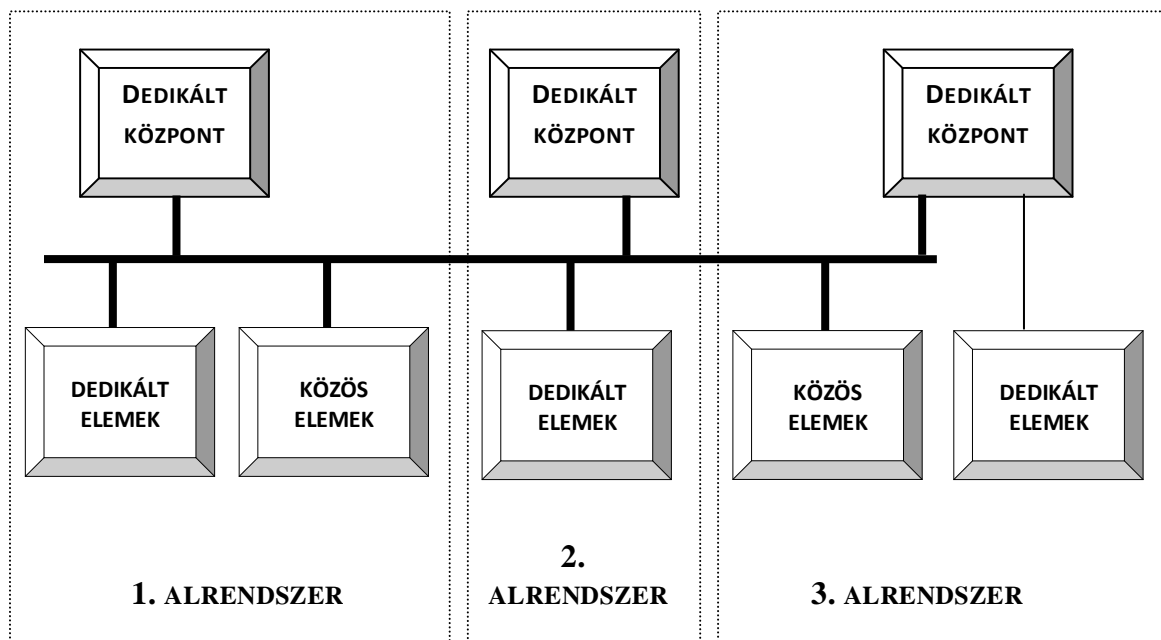 DEDIKÁLT
KÖZPONT
DEDIKÁLT
KÖZPONT
DEDIKÁLT
KÖZPONT
DEDIKÁLT
ELEMEK
KÖZÖS
ELEMEK
DEDIKÁLT
ELEMEK
KÖZÖS
ELEMEK
DEDIKÁLT
ELEMEK
1. ALRENDSZER
2.
ALRENDSZER
3. ALRENDSZER